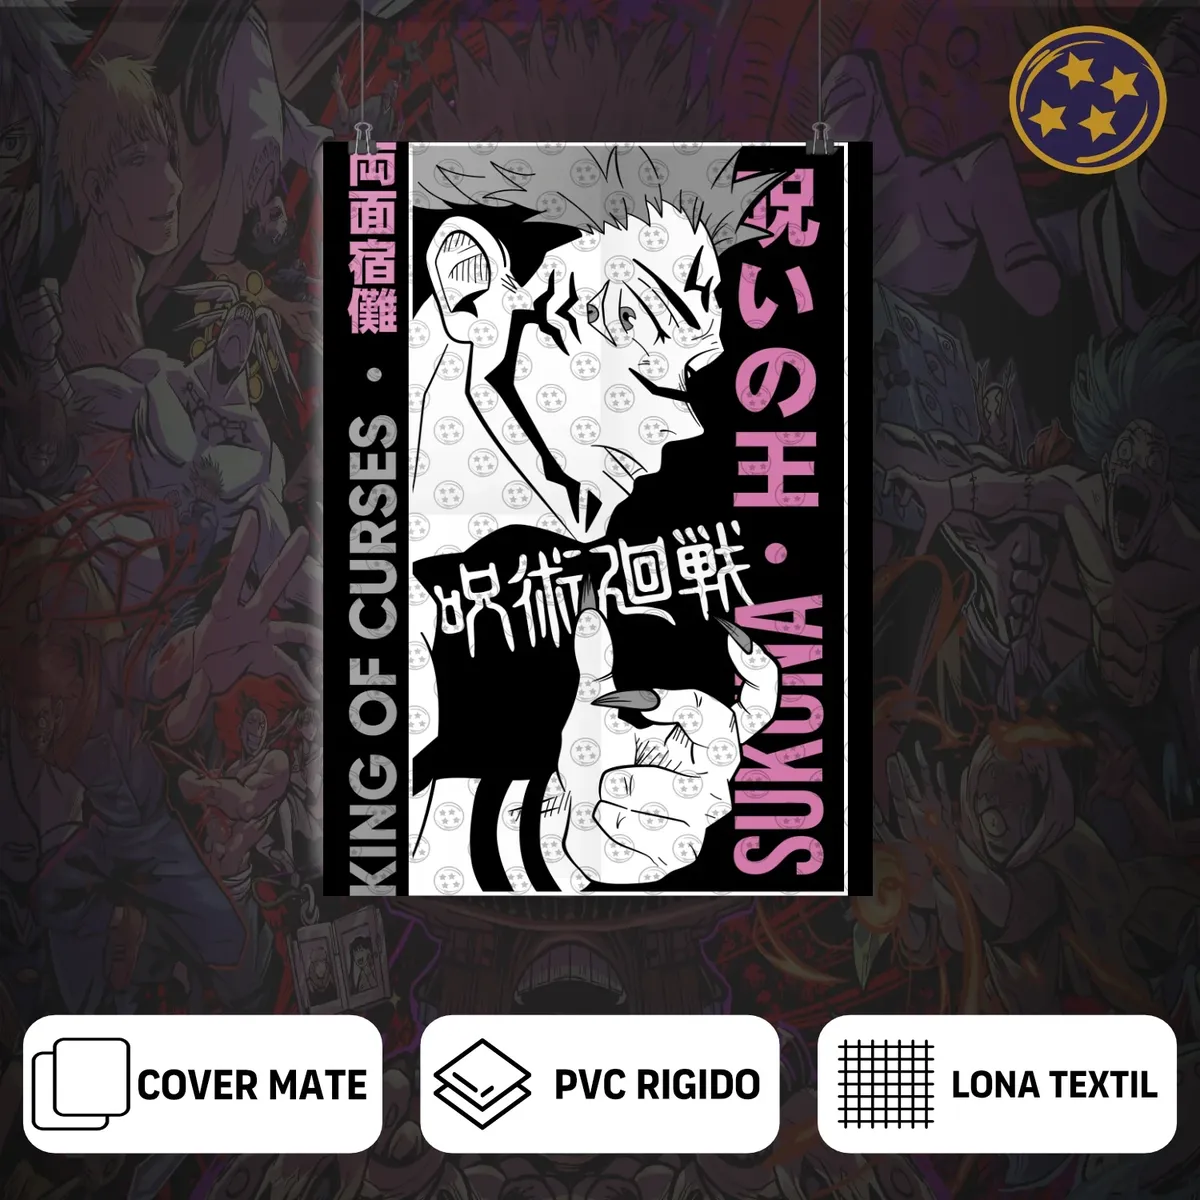 両面宿儺 • KING OF CURSES
呪いの王 • SUKUNA
呪術廻戦
COVER MATE
PVC RIGIDO
LONA TEXTIL